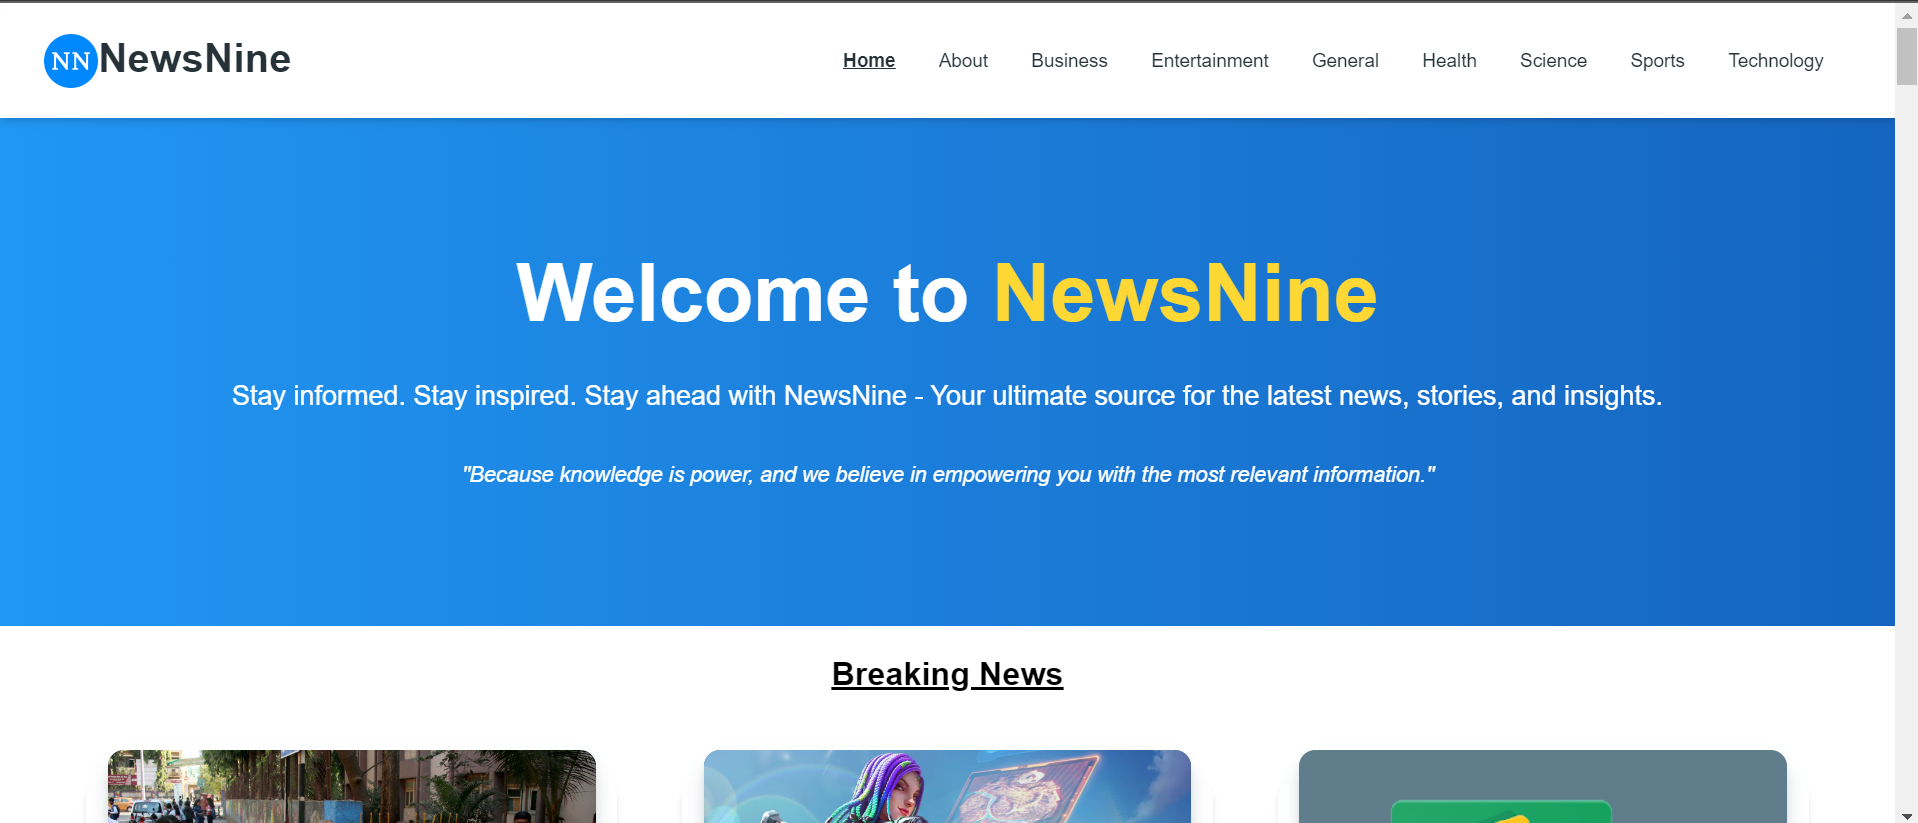 NN NewsNine
Home About Business Entertainment General Health Science Sports Technology
Welcome to NewsNine
Stay informed. Stay inspired. Stay ahead with NewsNine - Your ultimate source for the latest news, stories, and insights.
"Because knowledge is power, and we believe in empowering you with the most relevant information."
Breaking News